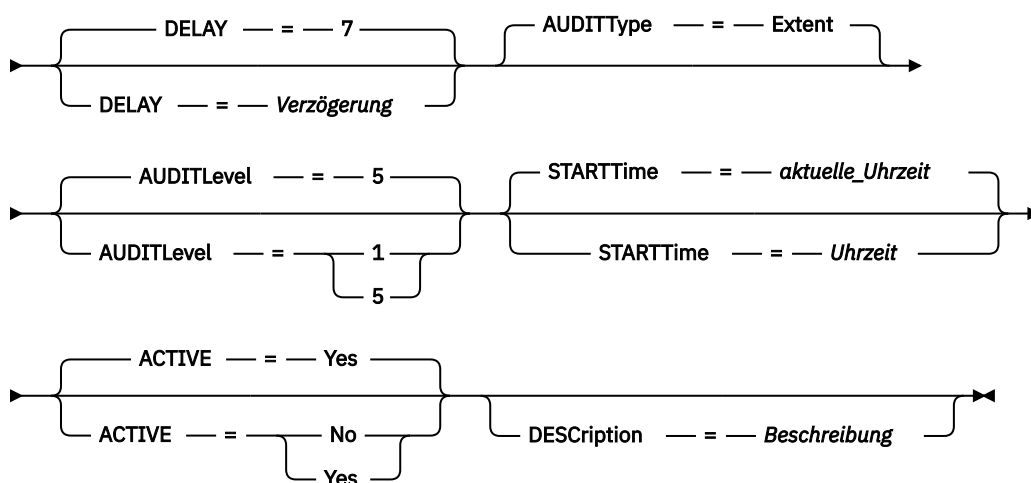 DELAY = 7
AUDITType = Extent
DELAY = Verzögerung
AUDITLevel = 5
STARTTime = aktuelle_Uhrzeit
AUDITLevel = 1
STARTTime = Uhrzeit
5
ACTIVE = Yes
ACTIVE = No
DESCription = Beschreibung
Yes